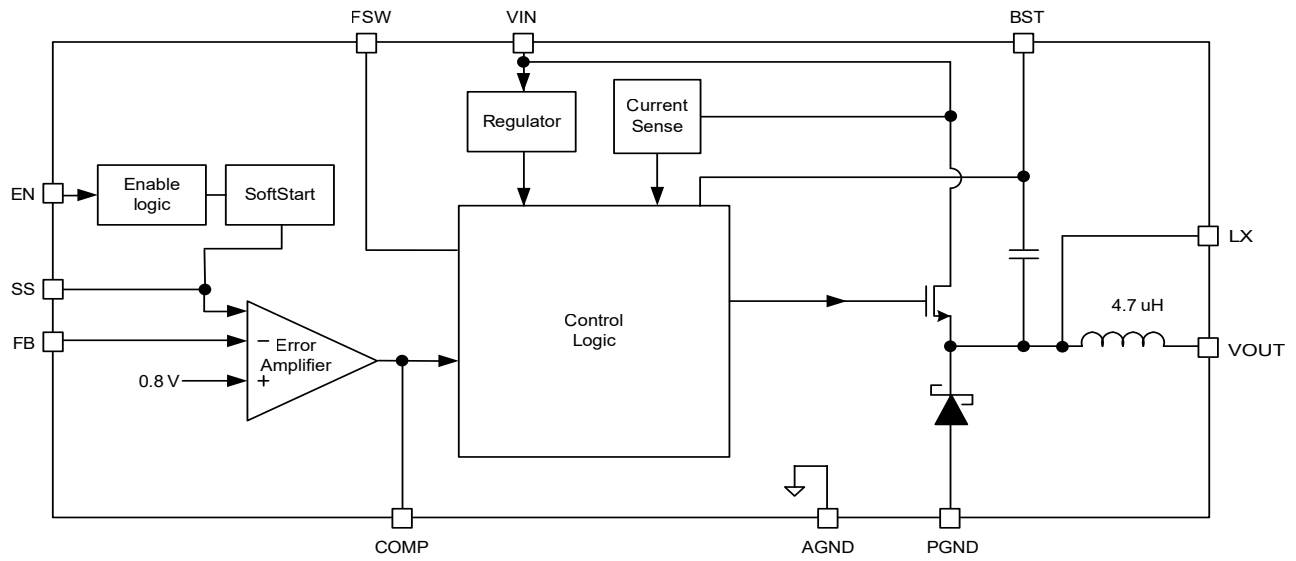 FSW
VIN
BST
Regulator
Current
Sense
EN
Enable
logic
SoftStart
LX
SS
4.7 uH
FB
− Error
Amplifier
Control
Logic
VOUT
0.8 V
+
COMP
AGND
PGND